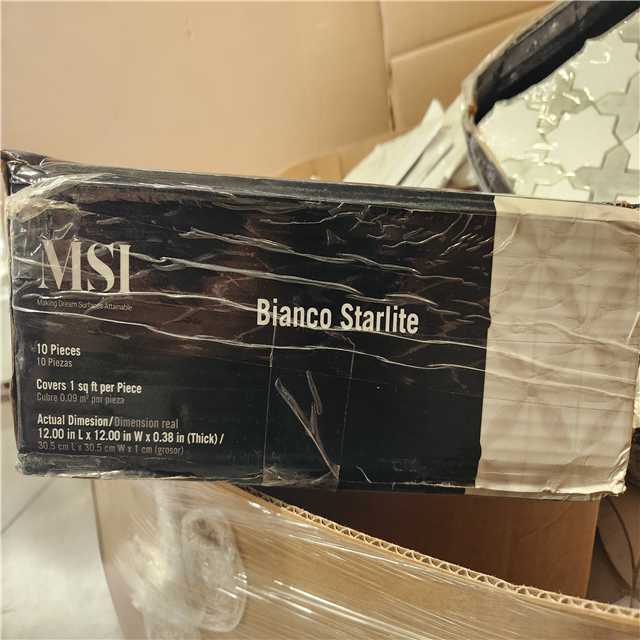 MSI
Making Dream Surfaces Attainable
Bianco Starlite
10 Pieces
10 Piezas
Covers 1 sq ft per Piece
Cubre 0.09 m² por pieza
Actual Dimesion/Dimension real
12.00 in L x 12.00 in W x 0.38 in (Thick) /
30.5 cm L x 30.5 cm W x 1 cm (grosor)